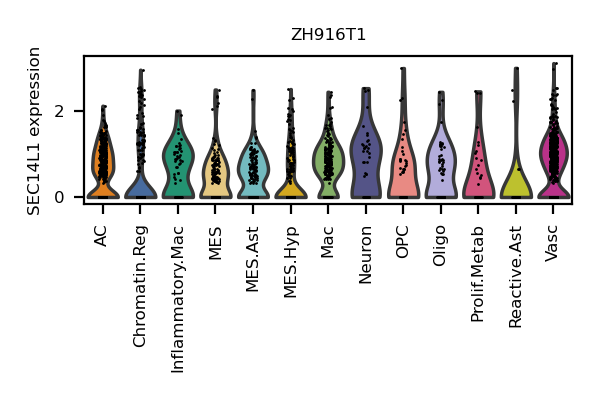 ZH916T1
SEC14L1 expression
2
0
AC
Chromatin.Reg
Inflammatory.Mac
MES
MES.Ast
MES.Hyp
Mac
Neuron
OPC
Oligo
Prolif.Metab
Reactive.Ast
Vasc